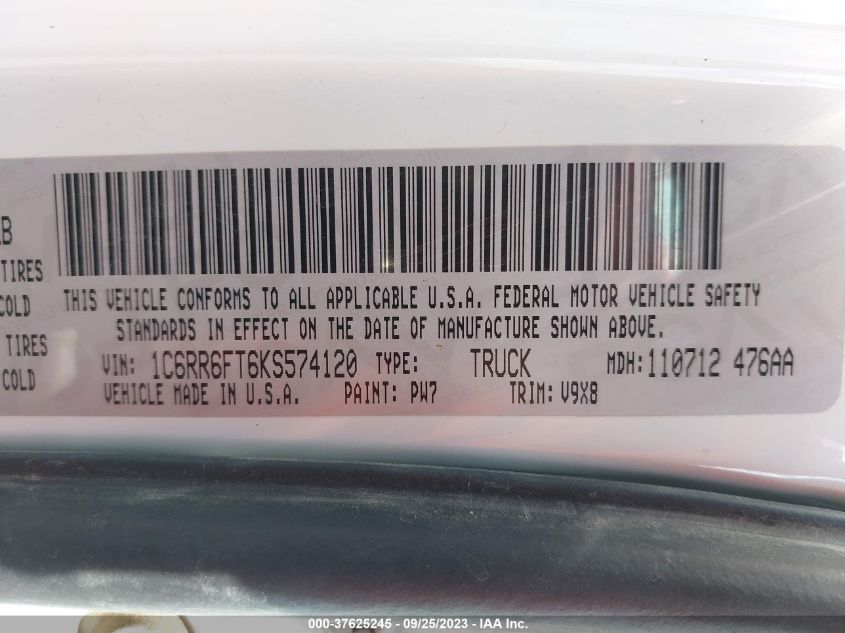 B
TIRES
COLD
THIS VEHICLE CONFORMS TO ALL APPLICABLE U.S.A. FEDERAL MOTOR VEHICLE SAFETY
STANDARDS IN EFFECT ON THE DATE OF MANUFACTURE SHOWN ABOVE.
TIRES
COLD
VIN: 1C6RR6FT6KS574120 TYPE: TRUCK MDH:110712 476AA
VEHICLE MADE IN U.S.A. PAINT: PW7 TRIM: V9X8
000-37625245 - 09/25/2023 - IAA Inc.